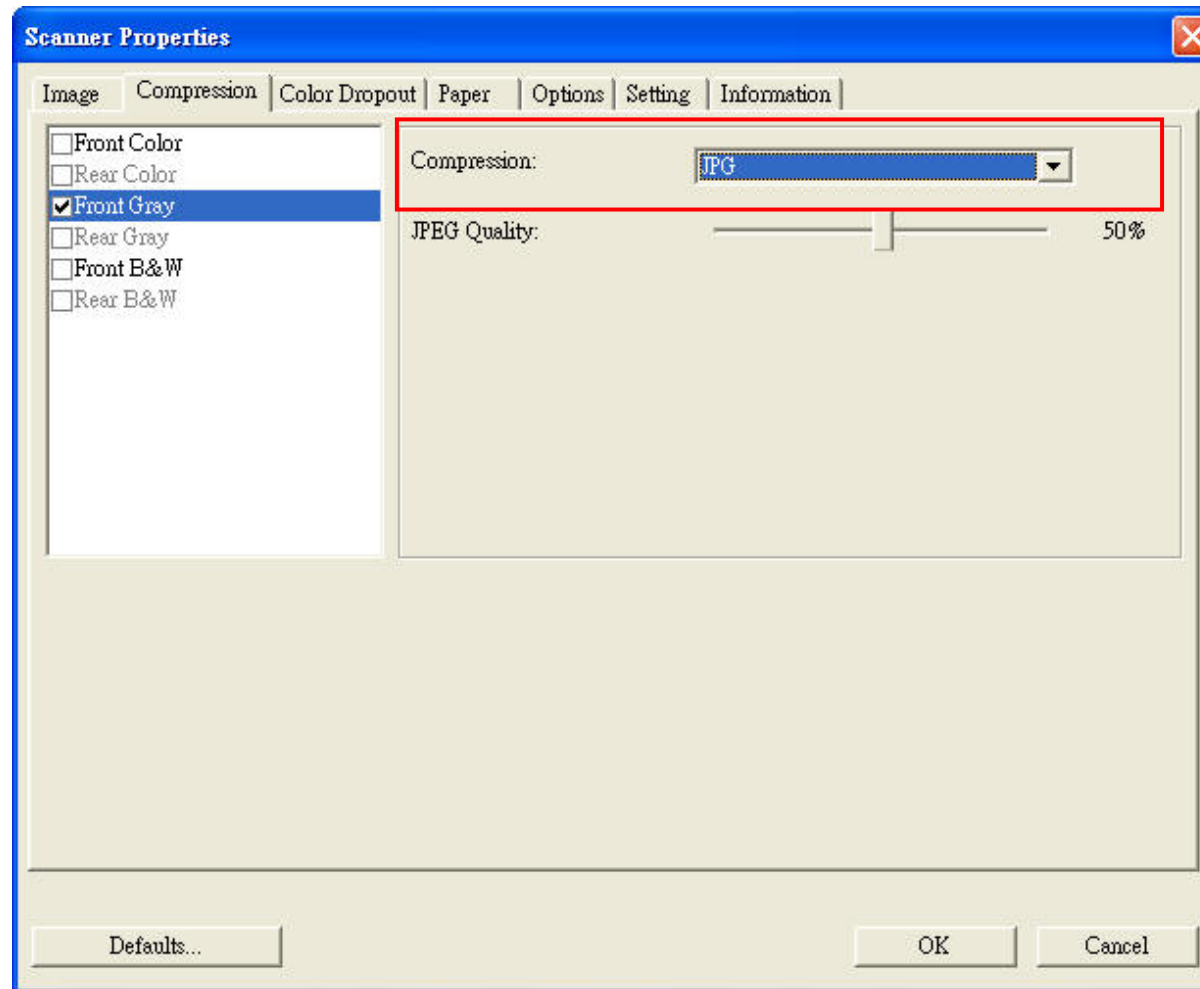 Scanner Properties
Image Compression Color Dropout Paper Options Setting Information
Front Color
Rear Color
Front Gray
Rear Gray
Front B&W
Rear B&W
Compression: JPG
JPEG Quality: 50%
Defaults... OK Cancel